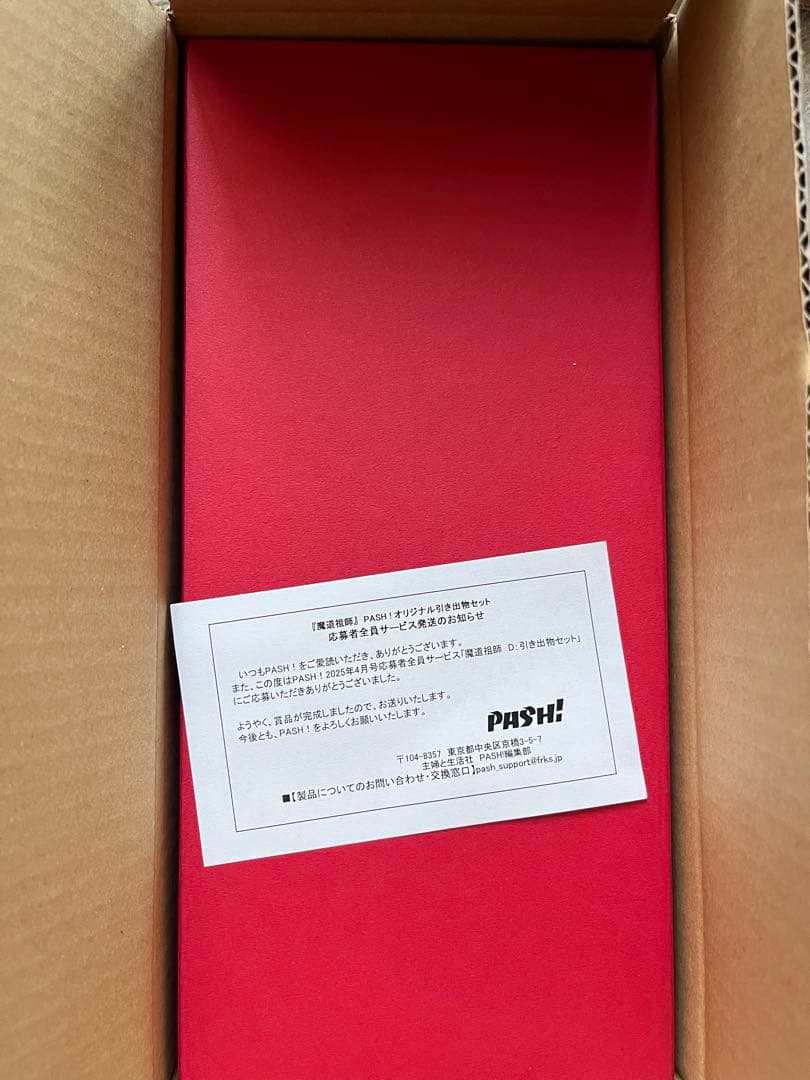 『魔道祖師』 PASH！オリジナル引き出物セット
応募者全員サービス発送のお知らせ
いつもPASH！をご愛読いただき、ありがとうございます。
また、この度はPASH！2025年4月号応募者全員サービス「魔道祖師　D：引き出物セット」
にご応募いただきありがとうございました。
ようやく、賞品が完成しましたので、お送りいたします。
今後とも、PASH！をよろしくお願いいたします。
PASH!
〒104-8357　東京都中央区京橋3-5-7
主婦と生活社　PASH!編集部
■【製品についてのお問い合わせ・交換窓口】pash_support@frks.jp